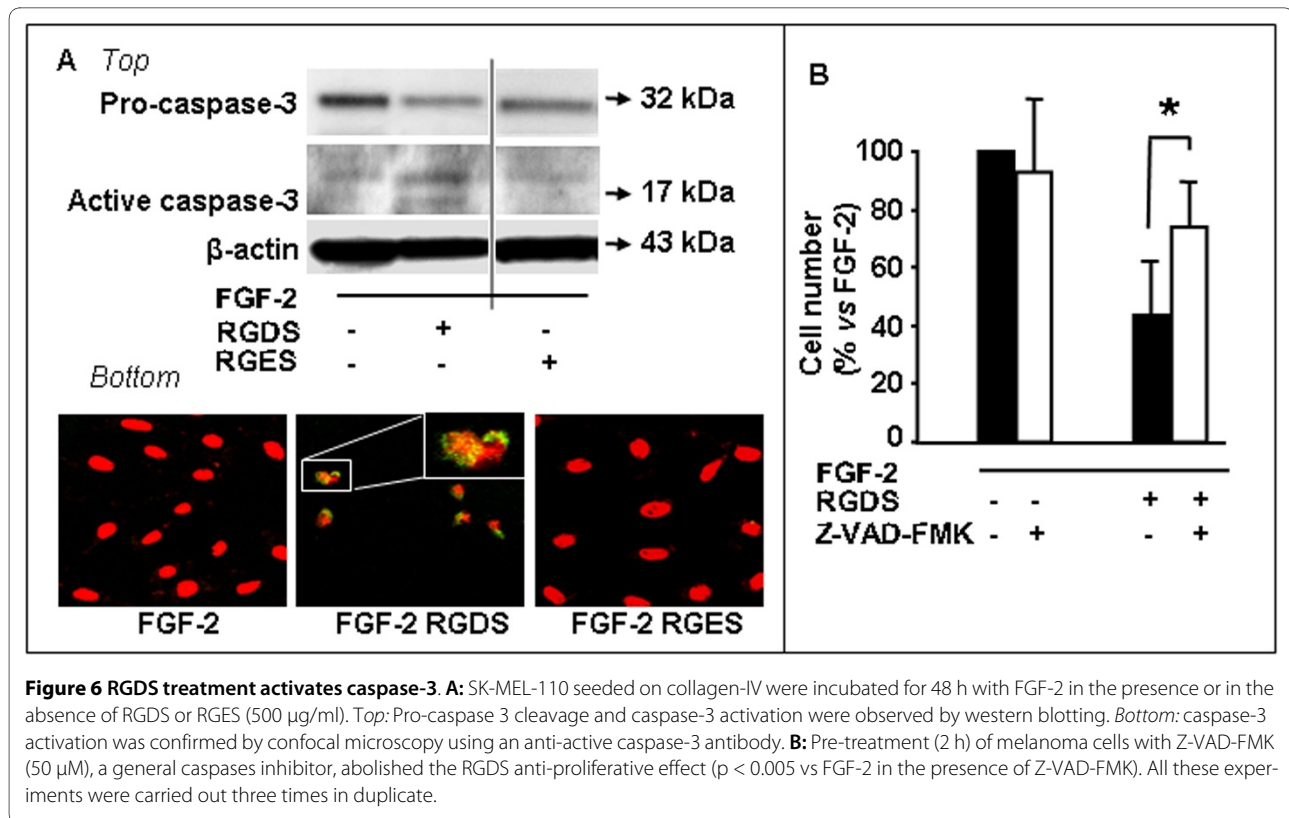 A Top
Pro-caspase-3
→ 32 kDa
Active caspase-3
→ 17 kDa
β-actin
→ 43 kDa
FGF-2
RGDS - + -
RGES - - +
Bottom
FGF-2
FGF-2 RGDS
FGF-2 RGES
B
*
Cell number
(% vs FGF-2)
100
80
60
40
20
0
FGF-2
RGDS - - + +
Z-VAD-FMK - + - +
Figure 6 RGDS treatment activates caspase-3. A: SK-MEL-110 seeded on collagen-IV were incubated for 48 h with FGF-2 in the presence or in the
absence of RGDS or RGES (500 μg/ml). Top: Pro-caspase 3 cleavage and caspase-3 activation were observed by western blotting. Bottom: caspase-3
activation was confirmed by confocal microscopy using an anti-active caspase-3 antibody. B: Pre-treatment (2 h) of melanoma cells with Z-VAD-FMK
(50 μM), a general caspases inhibitor, abolished the RGDS anti-proliferative effect (p < 0.005 vs FGF-2 in the presence of Z-VAD-FMK). All these exper-
iments were carried out three times in duplicate.